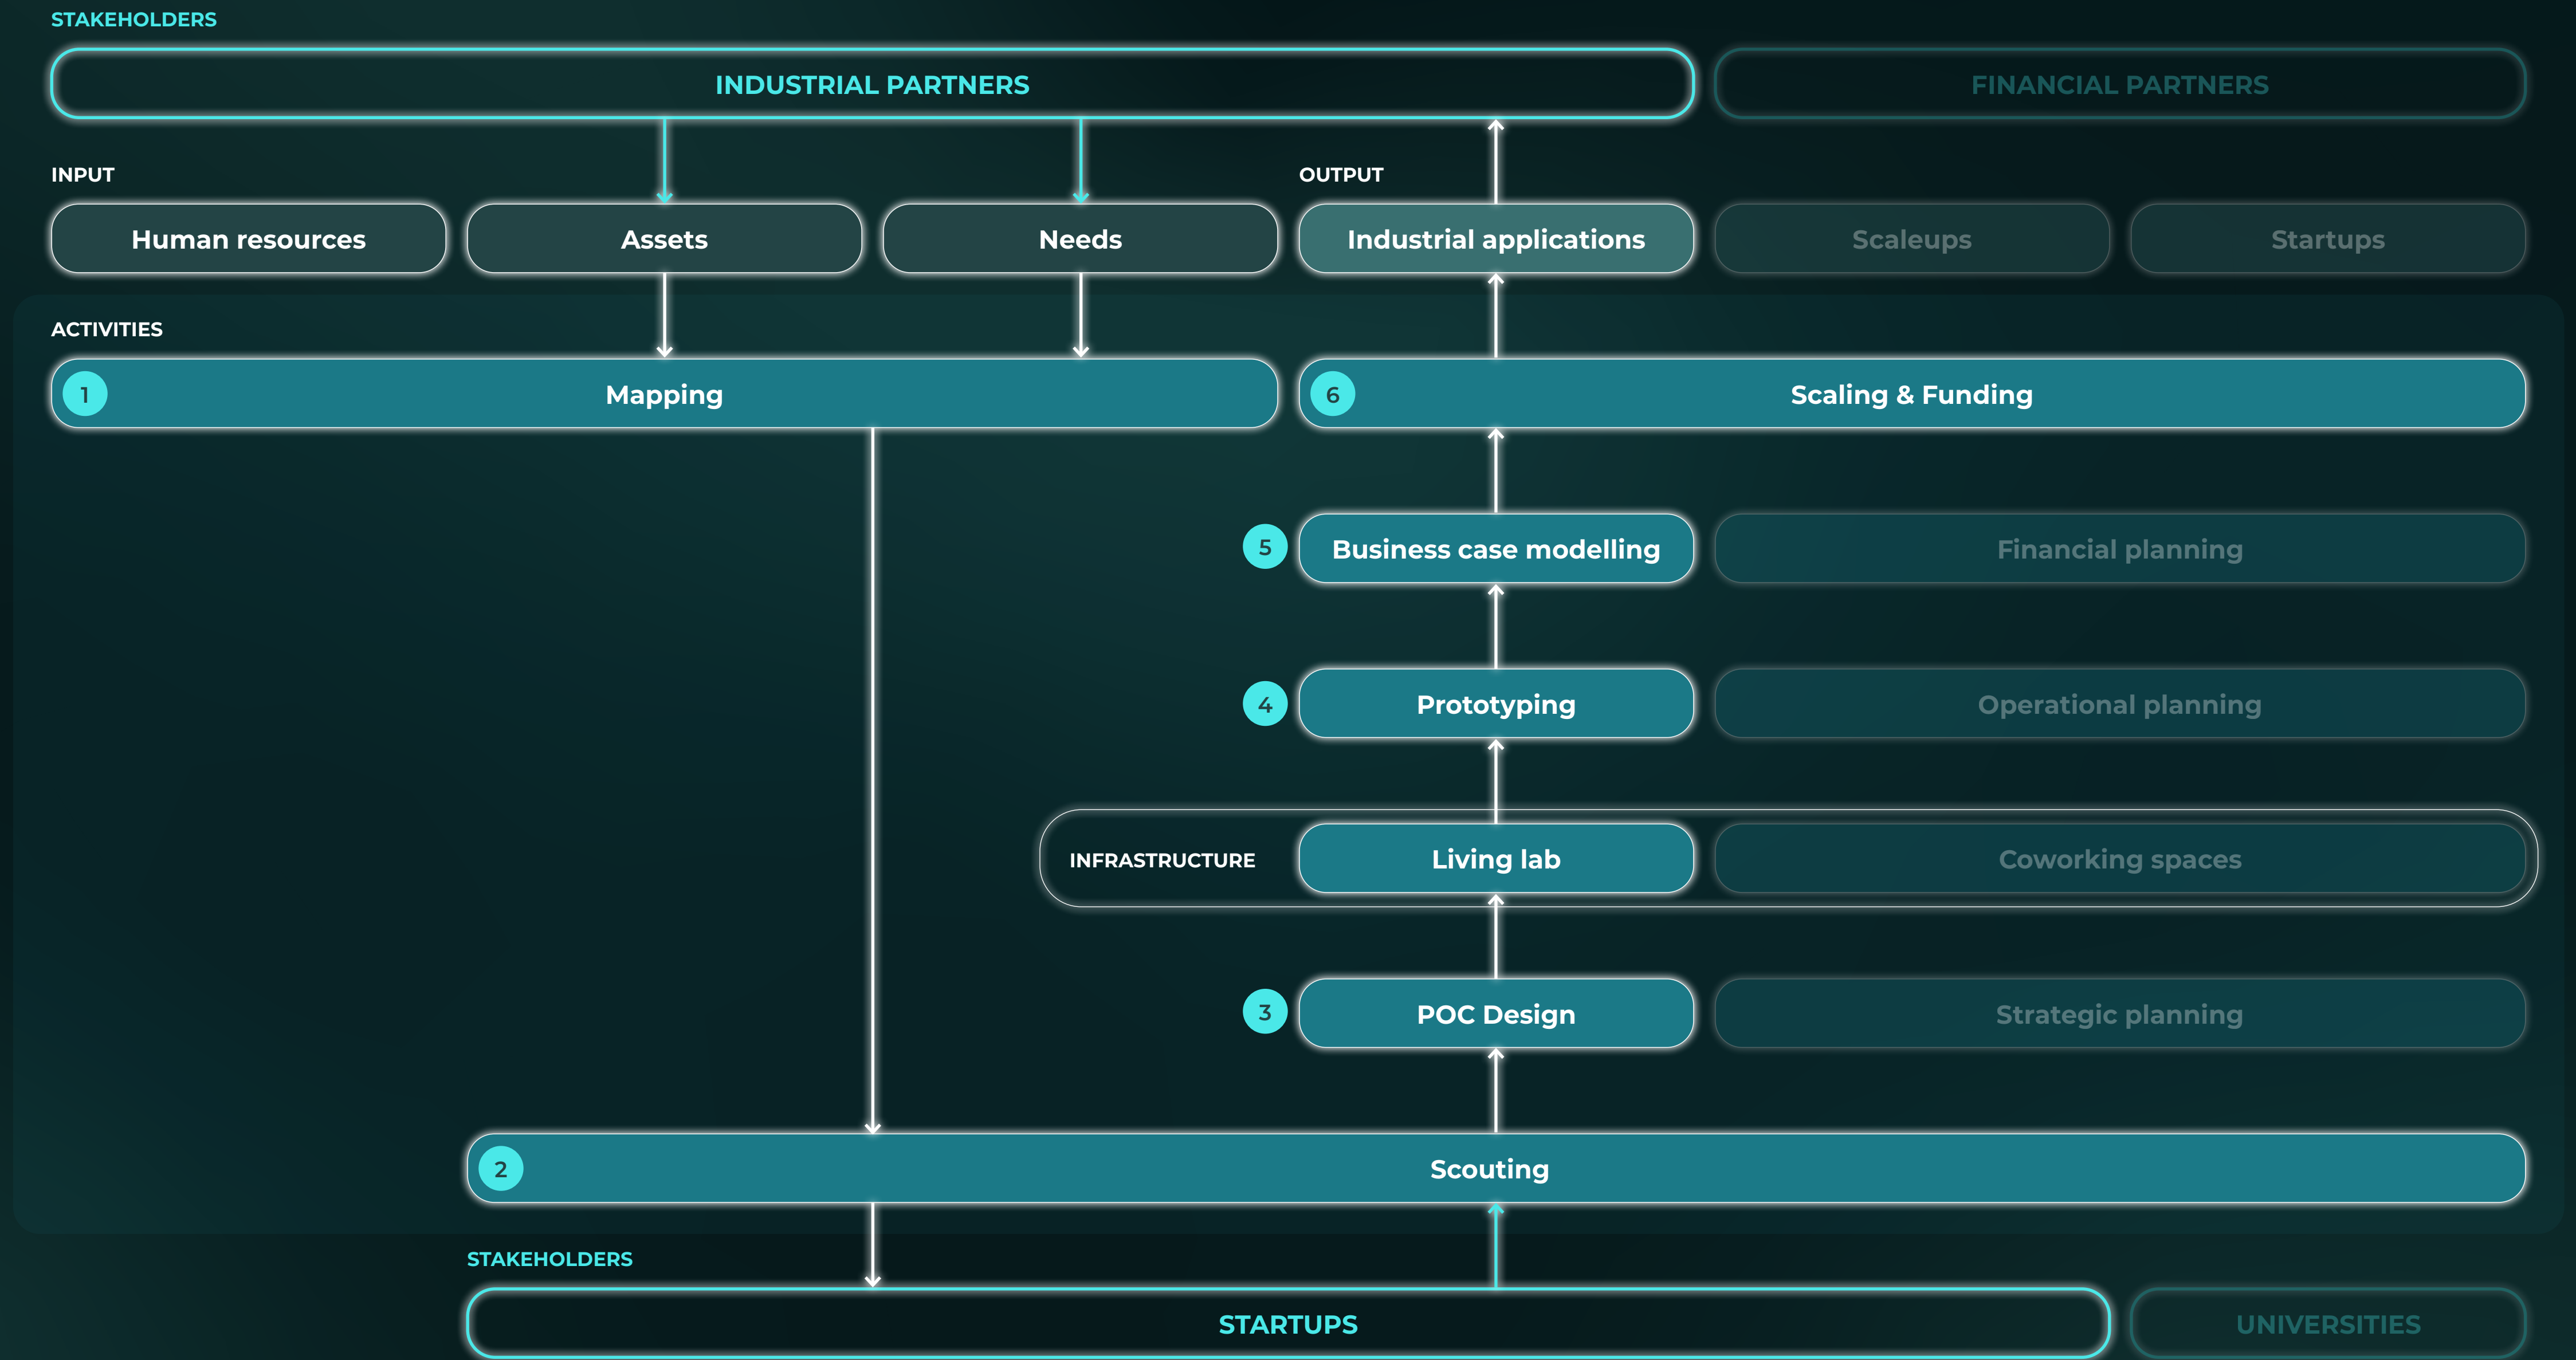 STAKEHOLDERS
INDUSTRIAL PARTNERS
FINANCIAL PARTNERS
INPUT
OUTPUT
Human resources
Assets
Needs
Industrial applications
Scaleups
Startups
ACTIVITIES
1
Mapping
6
Scaling & Funding
5
Business case modelling
Financial planning
4
Prototyping
Operational planning
INFRASTRUCTURE
Living lab
Coworking spaces
3
POC Design
Strategic planning
2
Scouting
STAKEHOLDERS
STARTUPS
UNIVERSITIES